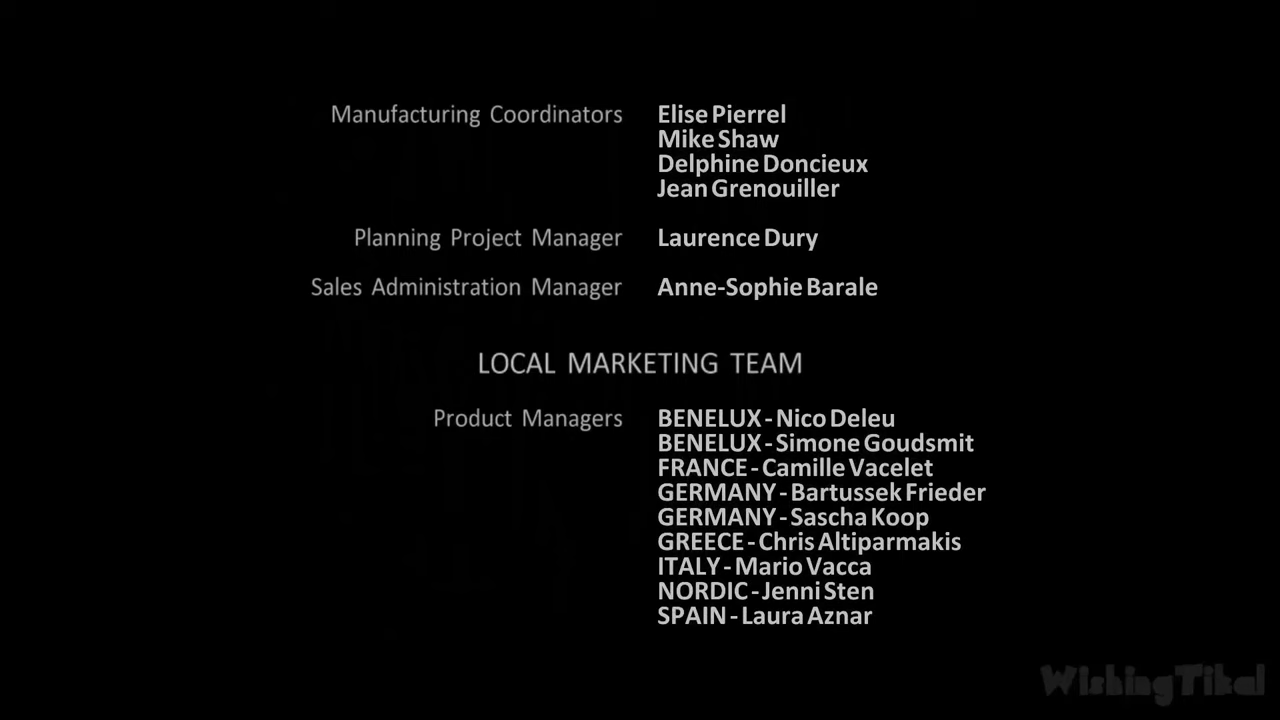 Manufacturing Coordinators Elise Pierrel
Mike Shaw
Delphine Doncieux
Jean Grenouiller
Planning Project Manager Laurence Dury
Sales Administration Manager Anne-Sophie Barale
LOCAL MARKETING TEAM
Product Managers BENELUX - Nico Deleu
BENELUX - Simone Goudsmit
FRANCE - Camille Vacelet
GERMANY - Bartussek Frieder
GERMANY - Sascha Koop
GREECE - Chris Altiparmakis
ITALY - Mario Vacca
NORDIC - Jenni Sten
SPAIN - Laura Aznar
WishingTikal